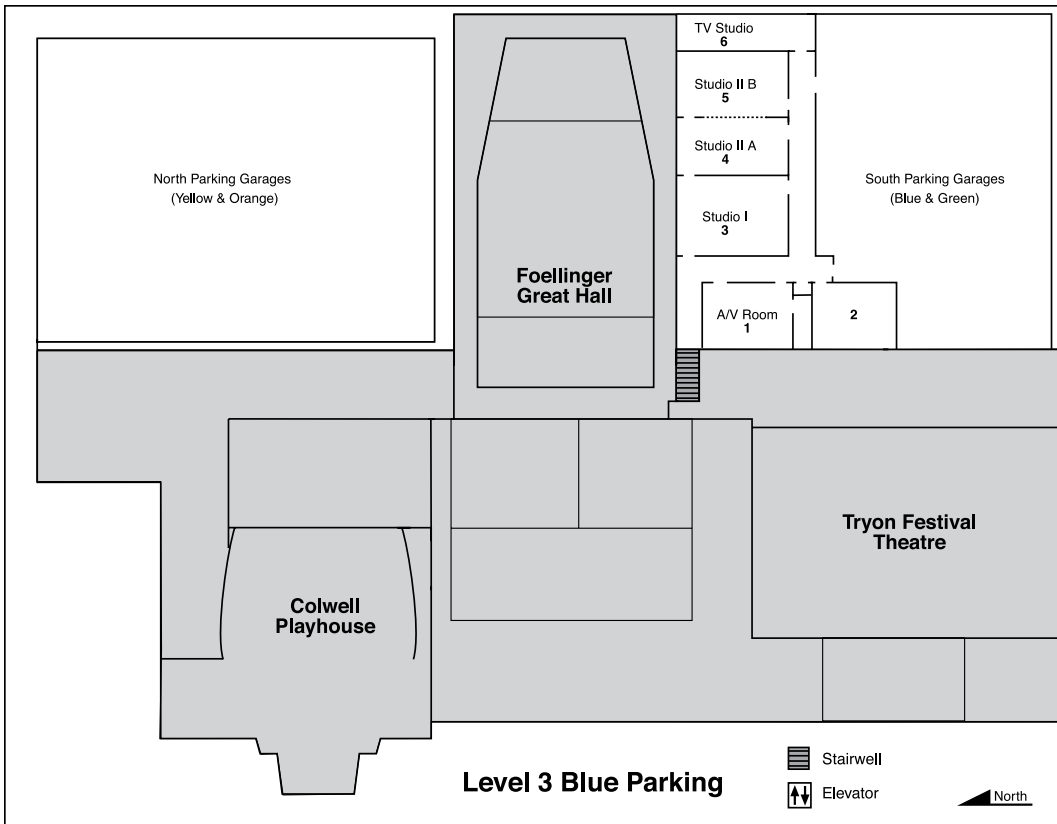 TV Studio
6
Studio II B
5
Studio II A
4
Studio I
3
North Parking Garages
(Yellow & Orange)
South Parking Garages
(Blue & Green)
Foellinger
Great Hall
A/V Room
1
2
Tryon Festival
Theatre
Colwell
Playhouse
Level 3 Blue Parking
Stairwell
Elevator
North